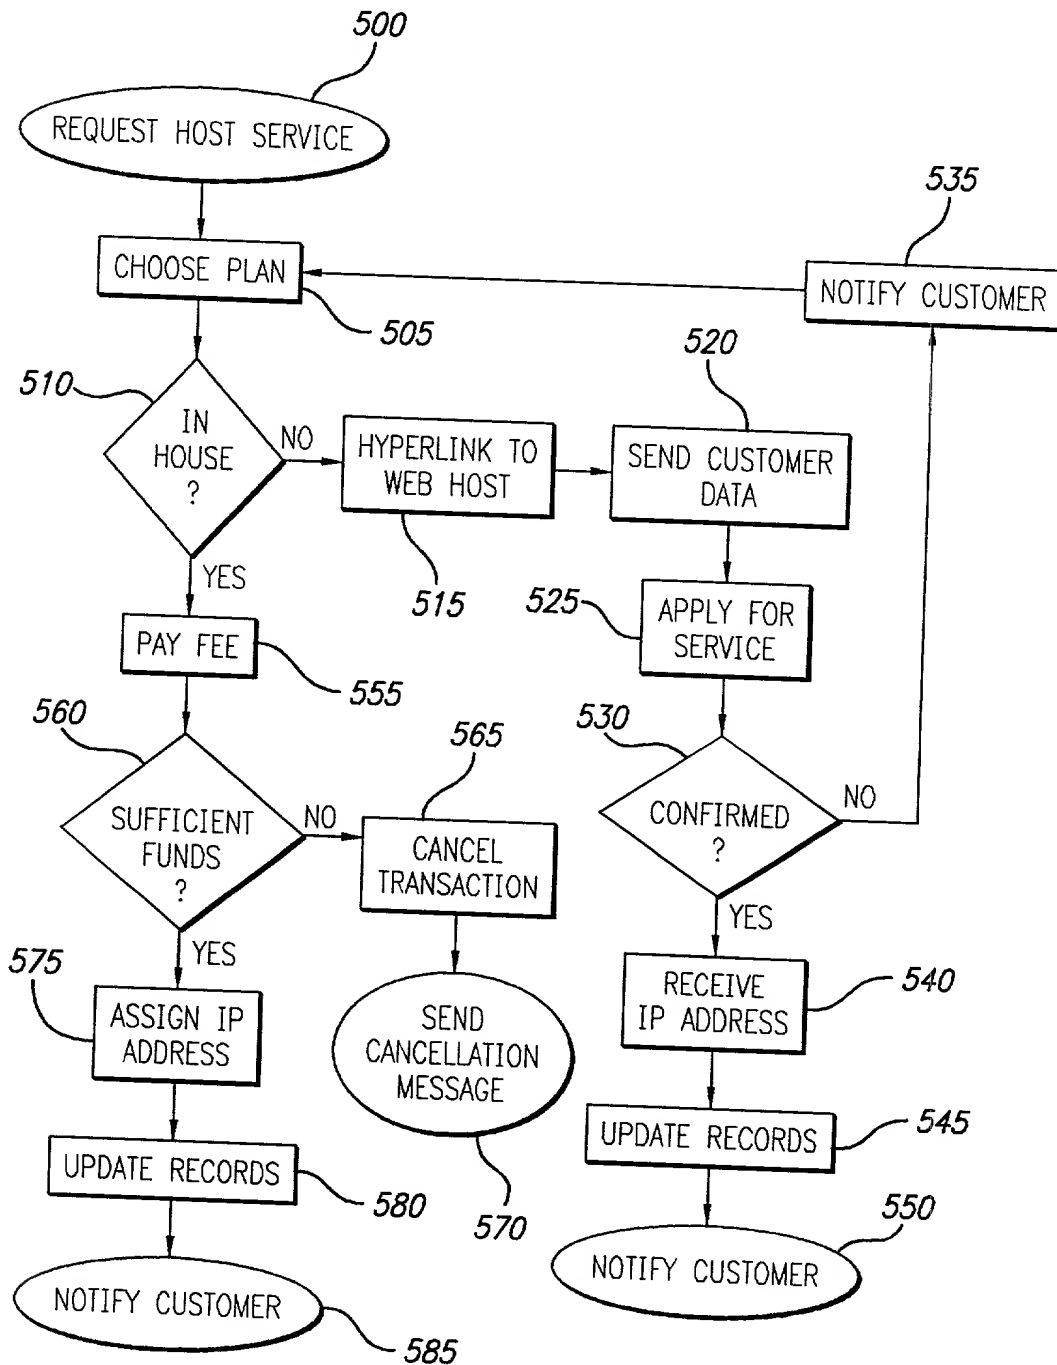 500
REQUEST HOST SERVICE
535
CHOOSE PLAN
NOTIFY CUSTOMER
505
520
510
IN
HOUSE
?
NO
HYPERLINK TO
WEB HOST
SEND CUSTOMER
DATA
YES
515
525
APPLY FOR
SERVICE
PAY FEE
555
560
565
530
SUFFICIENT
FUNDS
?
NO
CANCEL
TRANSACTION
CONFIRMED
?
NO
YES
YES
575
ASSIGN IP
ADDRESS
SEND
CANCELLATION
MESSAGE
RECEIVE
IP ADDRESS
540
UPDATE RECORDS
545
UPDATE RECORDS
580
570
550
NOTIFY CUSTOMER
NOTIFY CUSTOMER
585